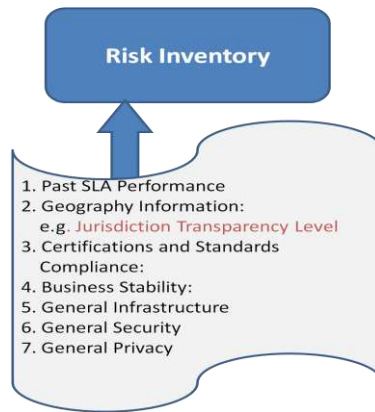 Risk Inventory
1. Past SLA Performance
2. Geography Information:
e.g. Jurisdiction Transparency Level
3. Certifications and Standards
Compliance:
4. Business Stability:
5. General Infrastructure
6. General Security
7. General Privacy